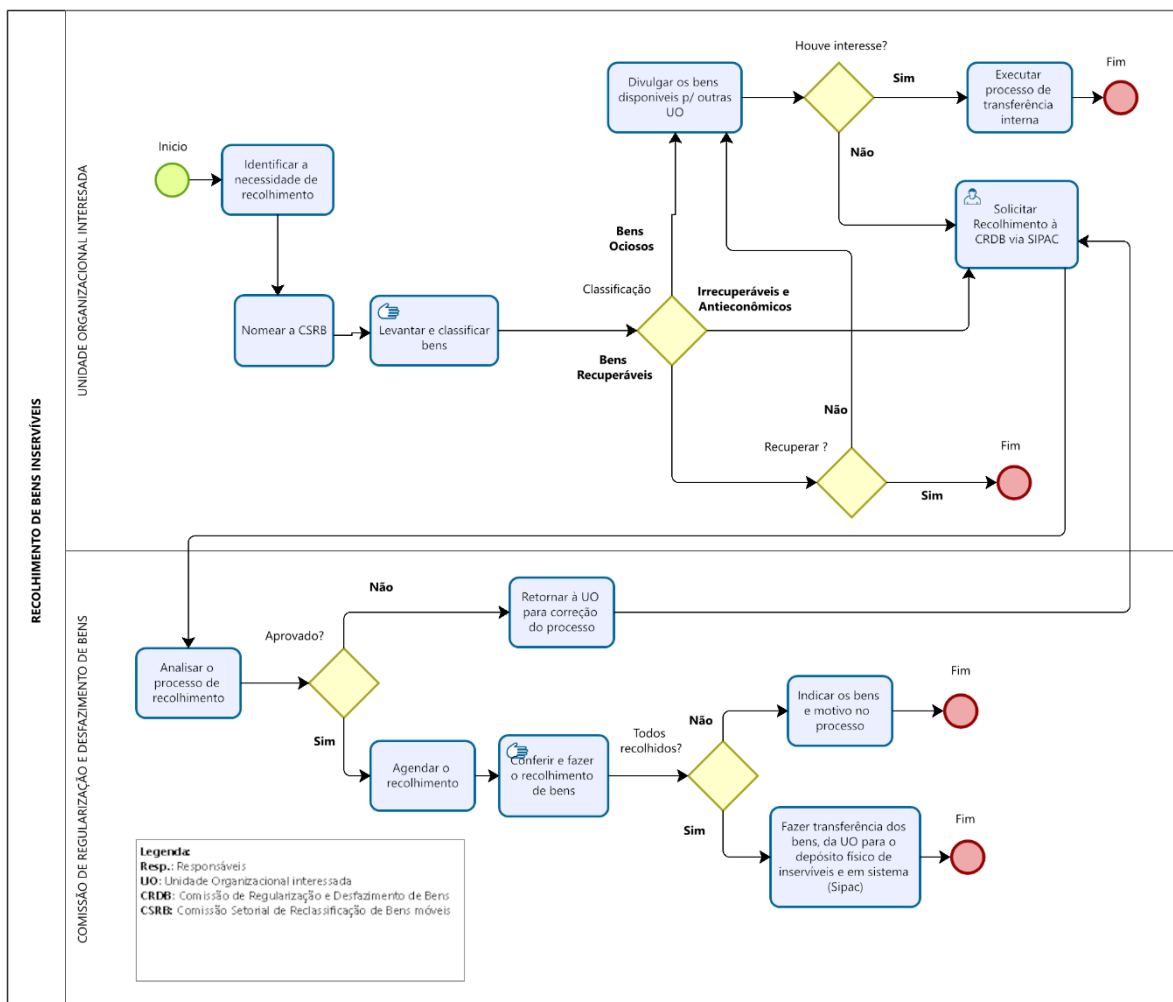 RECOLHIMENTO DE BENS INSERVÍVEIS
UNIDADE ORGANIZACIONAL INTERESADA
Inicio
Identificar a
necessidade de
recolhimento
Nomear a CSRB
Levantar e classificar
bens
Classificação
Bens
Ociosos
Irrecuperáveis e
Antieconômicos
Bens
Recuperáveis
Divulgar os bens
disponiveis p/ outras
UO
Houve interesse?
Sim
Não
Executar
processo de
transferência
interna
Fim
Solicitar
Recolhimento à
CRDB via SIPAC
Recuperar ?
Não
Sim
Fim
COMISSÃO DE REGULARIZAÇÃO E DESFAZIMENTO DE BENS
Analisar o
processo de
recolhimento
Aprovado?
Não
Sim
Retornar à UO
para correção
do processo
Agendar o
recolhimento
Conferir e fazer
o recolhimento
de bens
Todos
recolhidos?
Não
Sim
Indicar os bens
e motivo no
processo
Fim
Fazer transferência dos
bens, da UO para o
depósito físico de
inservíveis e em sistema
(Sipac)
Fim
Legenda:
Resp.: Responsáveis
UO: Unidade Organizacional interessada
CRDB: Comissão de Regularização e Desfazimento de Bens
CSRB: Comissão Setorial de Reclassificação de Bens móveis